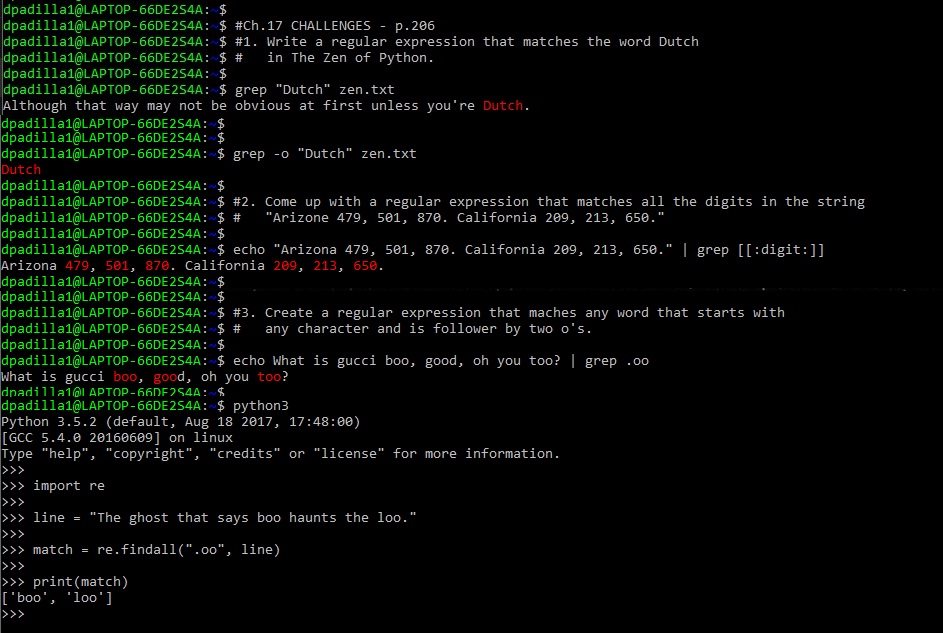 dpadilla1@LAPTOP-66DE2S4A:~$
dpadilla1@LAPTOP-66DE2S4A:~$ #Ch.17 CHALLENGES - p.206
dpadilla1@LAPTOP-66DE2S4A:~$ #1. Write a regular expression that matches the word Dutch
dpadilla1@LAPTOP-66DE2S4A:~$ #   in The Zen of Python.
dpadilla1@LAPTOP-66DE2S4A:~$
dpadilla1@LAPTOP-66DE2S4A:~$ grep "Dutch" zen.txt
Although that way may not be obvious at first unless you're Dutch.
dpadilla1@LAPTOP-66DE2S4A:~$
dpadilla1@LAPTOP-66DE2S4A:~$
dpadilla1@LAPTOP-66DE2S4A:~$ grep -o "Dutch" zen.txt
Dutch
dpadilla1@LAPTOP-66DE2S4A:~$
dpadilla1@LAPTOP-66DE2S4A:~$ #2. Come up with a regular expression that matches all the digits in the string
dpadilla1@LAPTOP-66DE2S4A:~$ #   "Arizone 479, 501, 870. California 209, 213, 650."
dpadilla1@LAPTOP-66DE2S4A:~$
dpadilla1@LAPTOP-66DE2S4A:~$ echo "Arizona 479, 501, 870. California 209, 213, 650." | grep [[:digit:]]
Arizona 479, 501, 870. California 209, 213, 650.
dpadilla1@LAPTOP-66DE2S4A:~$
dpadilla1@LAPTOP-66DE2S4A:~$
dpadilla1@LAPTOP-66DE2S4A:~$ #3. Create a regular expression that maches any word that starts with
dpadilla1@LAPTOP-66DE2S4A:~$ #   any character and is follower by two o's.
dpadilla1@LAPTOP-66DE2S4A:~$
dpadilla1@LAPTOP-66DE2S4A:~$ echo What is gucci boo, good, oh you too? | grep .oo
What is gucci boo, good, oh you too?
dpadilla1@LAPTOP-66DE2S4A:~$
dpadilla1@LAPTOP-66DE2S4A:~$ python3
Python 3.5.2 (default, Aug 18 2017, 17:48:00)
[GCC 5.4.0 20160609] on linux
Type "help", "copyright", "credits" or "license" for more information.
>>>
>>> import re
>>>
>>> line = "The ghost that says boo haunts the loo."
>>>
>>> match = re.findall(".oo", line)
>>>
>>> print(match)
['boo', 'loo']
>>>